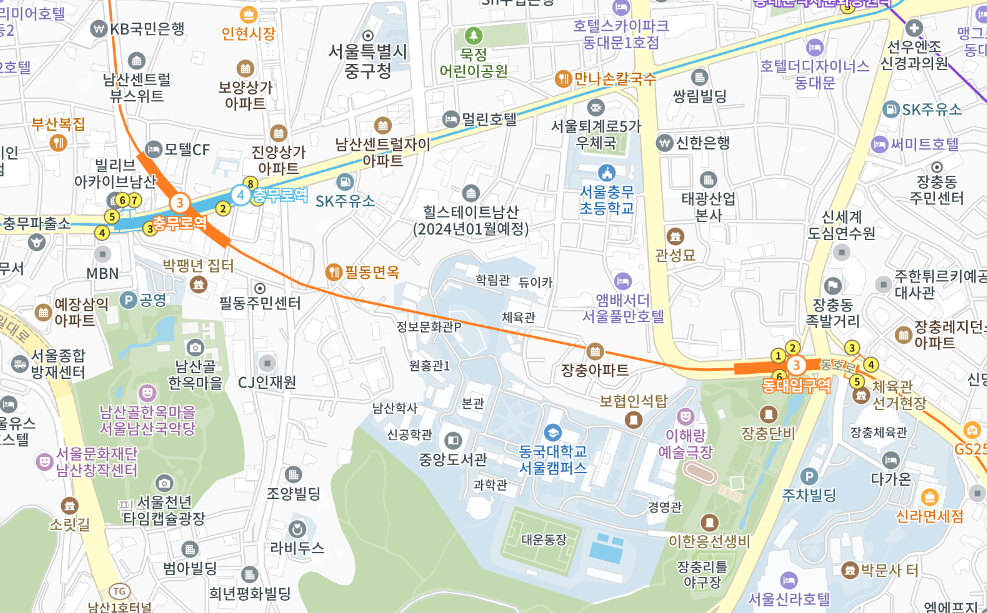 KB국민은행
인현시장
서울특별시
중구청
묵정
어린이공원
호텔스카이파크
동대문1호점
호텔더디자이너스
동대문
선우엔조
신경과의원
남산센트럴
뷰스위트
보양상가
아파트
만나손칼국수
쌍림빌딩
SK주유소
부산복집
모텔CF
진양상가
아파트
남산센트럴자이
아파트
멀린호텔
서울퇴계로5가
우체국
신한은행
써미트호텔
빌리브
아카이브남산
8
4
충무로역
3
충무로역
6
7
5
4
3
2
SK주유소
힐스테이트남산
(2024년01월예정)
서울충무
초등학교
태광산업
본사
장충동
주민센터
충무파출소
MBN
박팽년 집터
필동주민센터
필동면옥
관성묘
신세계
도심연수원
학림관
듀이카
앰배서더
서울풀만호텔
주한튀르키예공
대사관
예장삼익
아파트
P
공영
정보문화관P
체육관
장충동
족발거리
장충레지던스
아파트
서울종합
방재센터
남산골
한옥마을
CJ인재원
원흥관1
장충아파트
1
2
3
6
3
4
5
동호로
동대입구역
체육관
선거현장
남산골한옥마을
서울남산국악당
남산학사
본관
보협인석탑
이해랑
예술극장
장충단비
신공학관
중앙도서관
동국대학교
서울캠퍼스
장충체육관
GS25
서울문화재단
남산창작센터
서울천년
타임캡슐광장
조양빌딩
과학관
경영관
P
주차빌딩
다가온
신라면세점
소릿길
라비두스
대운동장
이한응선생비
범아빌딩
희년평화빌딩
장충리틀
야구장
박문사 터
서울신라호텔
TG
남산1호터널